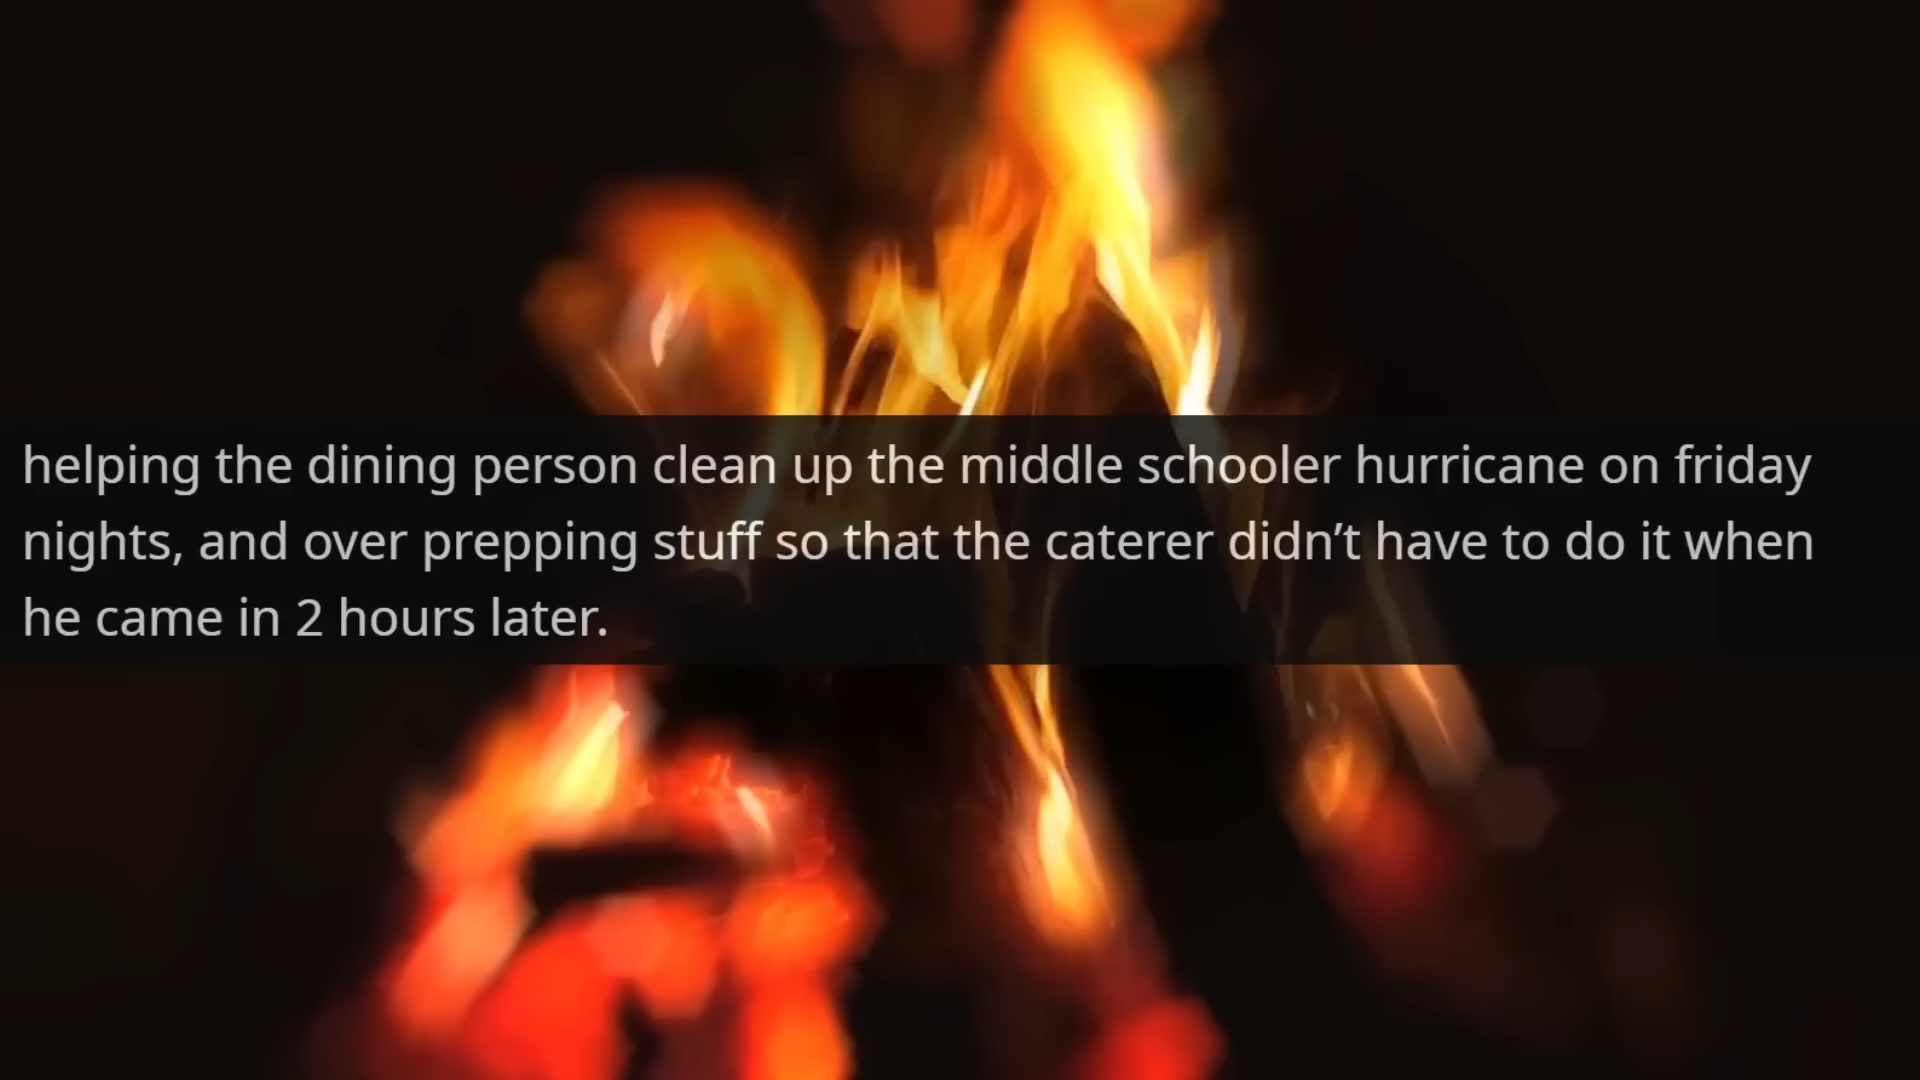 helping the dining person clean up the middle schooler hurricane on friday
nights, and over prepping stuff so that the caterer didn’t have to do it when
he came in 2 hours later.